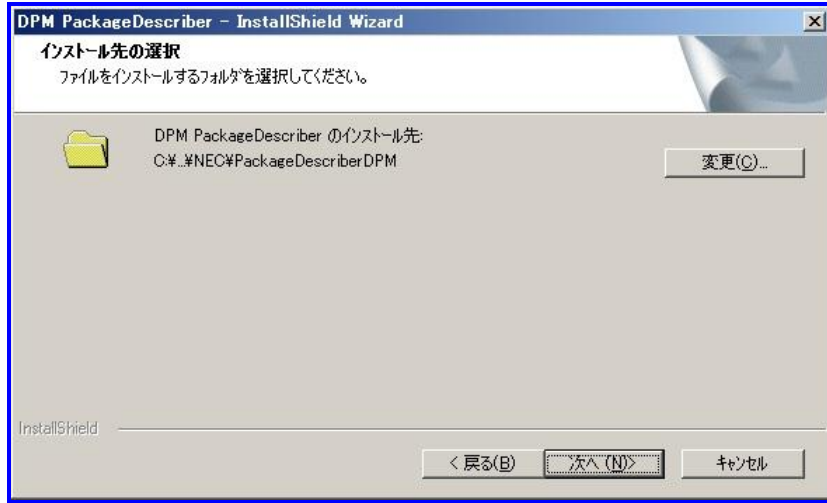 DPM PackageDescriber - InstallShield Wizard
インストール先の選択
ファイルをインストールするフォルダを選択してください。
DPM PackageDescriber のインストール先:
C:¥...¥NEC¥PackageDescriberDPM
変更(C)...
InstallShield
< 戻る(B)
次へ (N)>
キャンセル